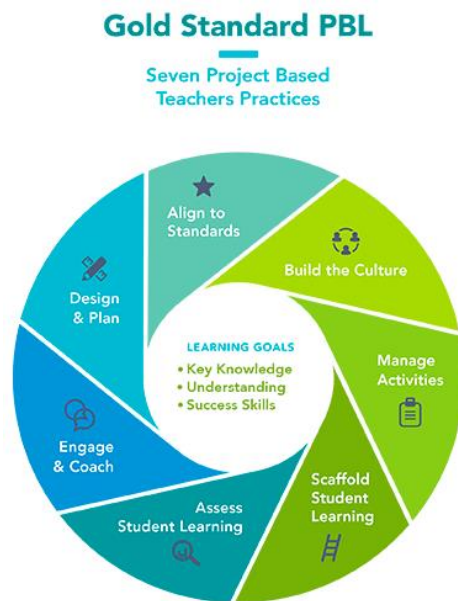 Gold Standard PBL
Seven Project Based
Teachers Practices
Align to
Standards
Build the Culture
Manage
Activities
Scaffold
Student
Learning
Assess
Student Learning
Engage
& Coach
Design
& Plan
LEARNING GOALS
• Key Knowledge
• Understanding
• Success Skills